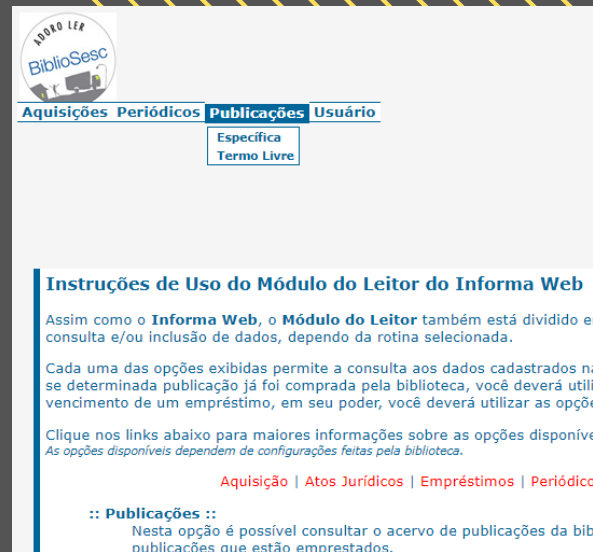 ADORO LER
BiblioSesc
Aquisições Periódicos Publicações Usuário
Específica
Termo Livre
Instruções de Uso do Módulo do Leitor do Informa Web
Assim como o Informa Web, o Módulo do Leitor também está dividido
consulta e/ou inclusão de dados, dependo da rotina selecionada.
Cada uma das opções exibidas permite a consulta aos dados cadastrados
se determinada publicação já foi comprada pela biblioteca, você deverá
vencimento de um empréstimo, em seu poder, você deverá utilizar as
Clique nos links abaixo para maiores informações sobre as opções
As opções disponíveis dependem de configurações feitas pela biblioteca.
Aquisição | Atos Jurídicos | Empréstimos |
:: Publicações ::
Nesta opção é possível consultar o acervo de publicações da
publicações que estão emprestados.